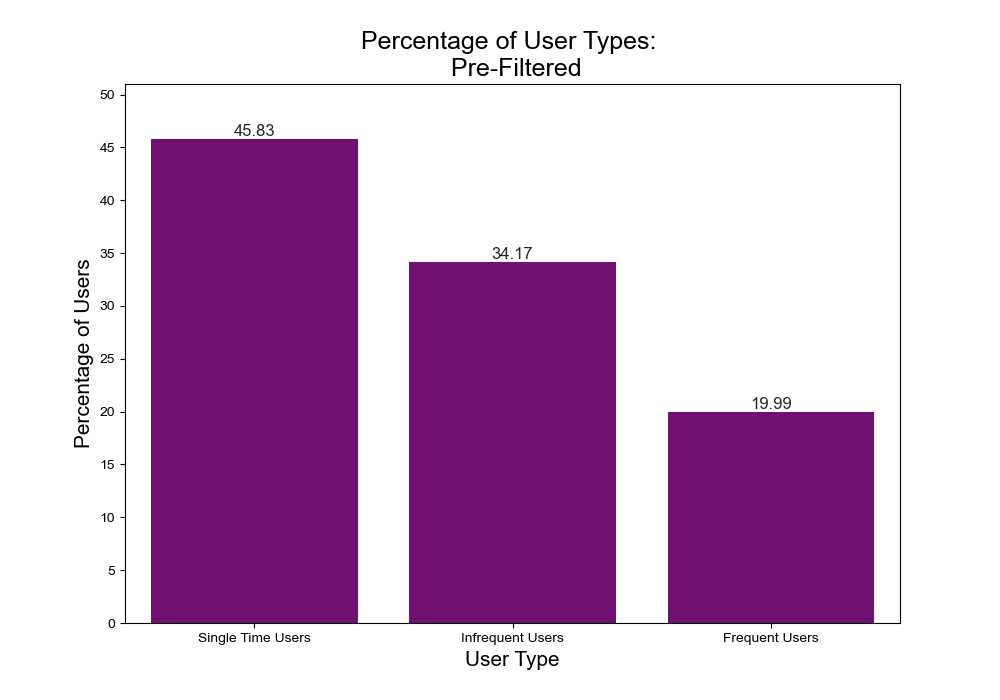 Percentage of User Types:
Pre-Filtered
Percentage of Users
50
45
40
35
30
25
20
15
10
5
0
45.83
34.17
19.99
Single Time Users
Infrequent Users
Frequent Users
User Type